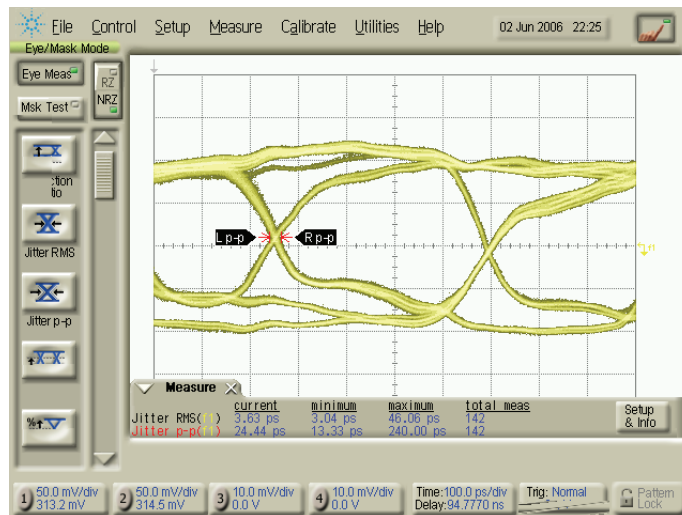 File Control Setup Measure Calibrate Utilities Help 02 Jun 2006 22:25
Eye/Mask Mode
Eye Meas
RZ
NRZ
Msk Test
:tion
tio
Jitter RMS
Jitter p-p
L p-p
R p-p
Measure
current minimum maximum total meas
Jitter RMS( ) 3.63 ps 3.04 ps 46.06 ps 142
Jitter p-p( ) 24.44 ps 13.33 ps 240.00 ps 142
Setup
& Info
1) 50.0 mV/div
313.2 mV
2) 50.0 mV/div
314.5 mV
3) 10.0 mV/div
0.0 V
4) 10.0 mV/div
0.0 V
Time:100.0 ps/div
Delay:94.7770 ns
Trig: Normal
Pattern
Lock